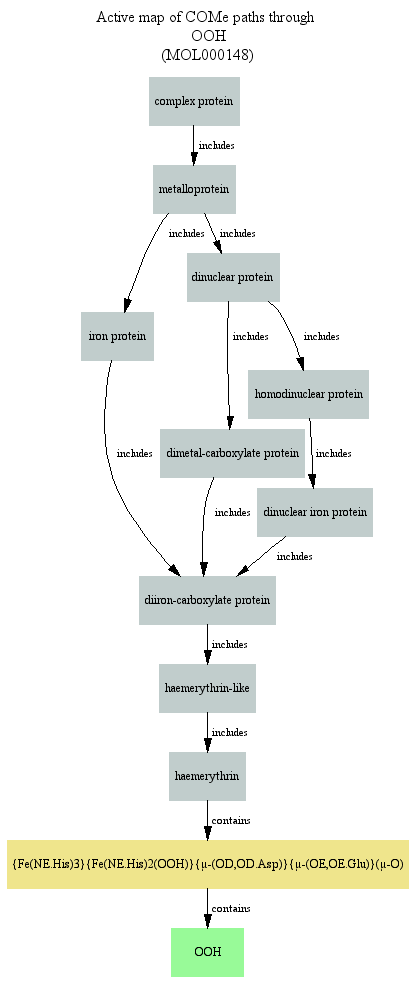 Active map of COMe paths through
OOH
(MOL000148)
complex protein
includes
metalloprotein
includes
includes
dinuclear protein
iron protein
includes
includes
homodinuclear protein
includes
dimetal-carboxylate protein
includes
dinuclear iron protein
includes
includes
diiron-carboxylate protein
includes
haemerythrin-like
includes
haemerythrin
contains
{Fe(NE.His)3}{Fe(NE.His)2(OOH)}{μ-(OD,OD.Asp)}{μ-(OE,OE.Glu)}(μ-O)
contains
OOH